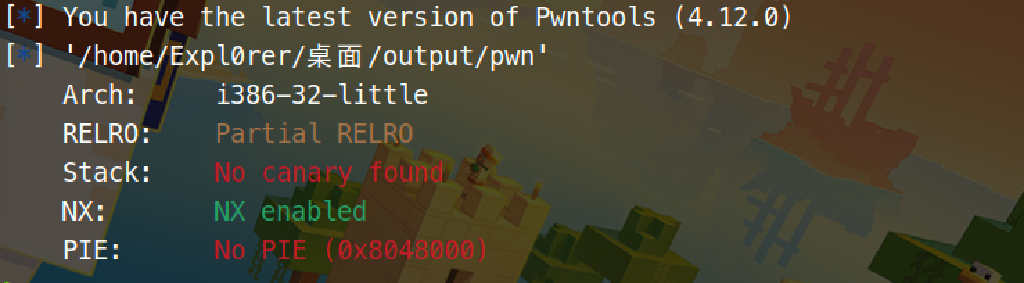 [*] You have the latest version of Pwntools (4.12.0)
[*] '/home/Expl0rer/桌面/output/pwn'
Arch: i386-32-little
RELRO: Partial RELRO
Stack: No canary found
NX: NX enabled
PIE: No PIE (0x8048000)